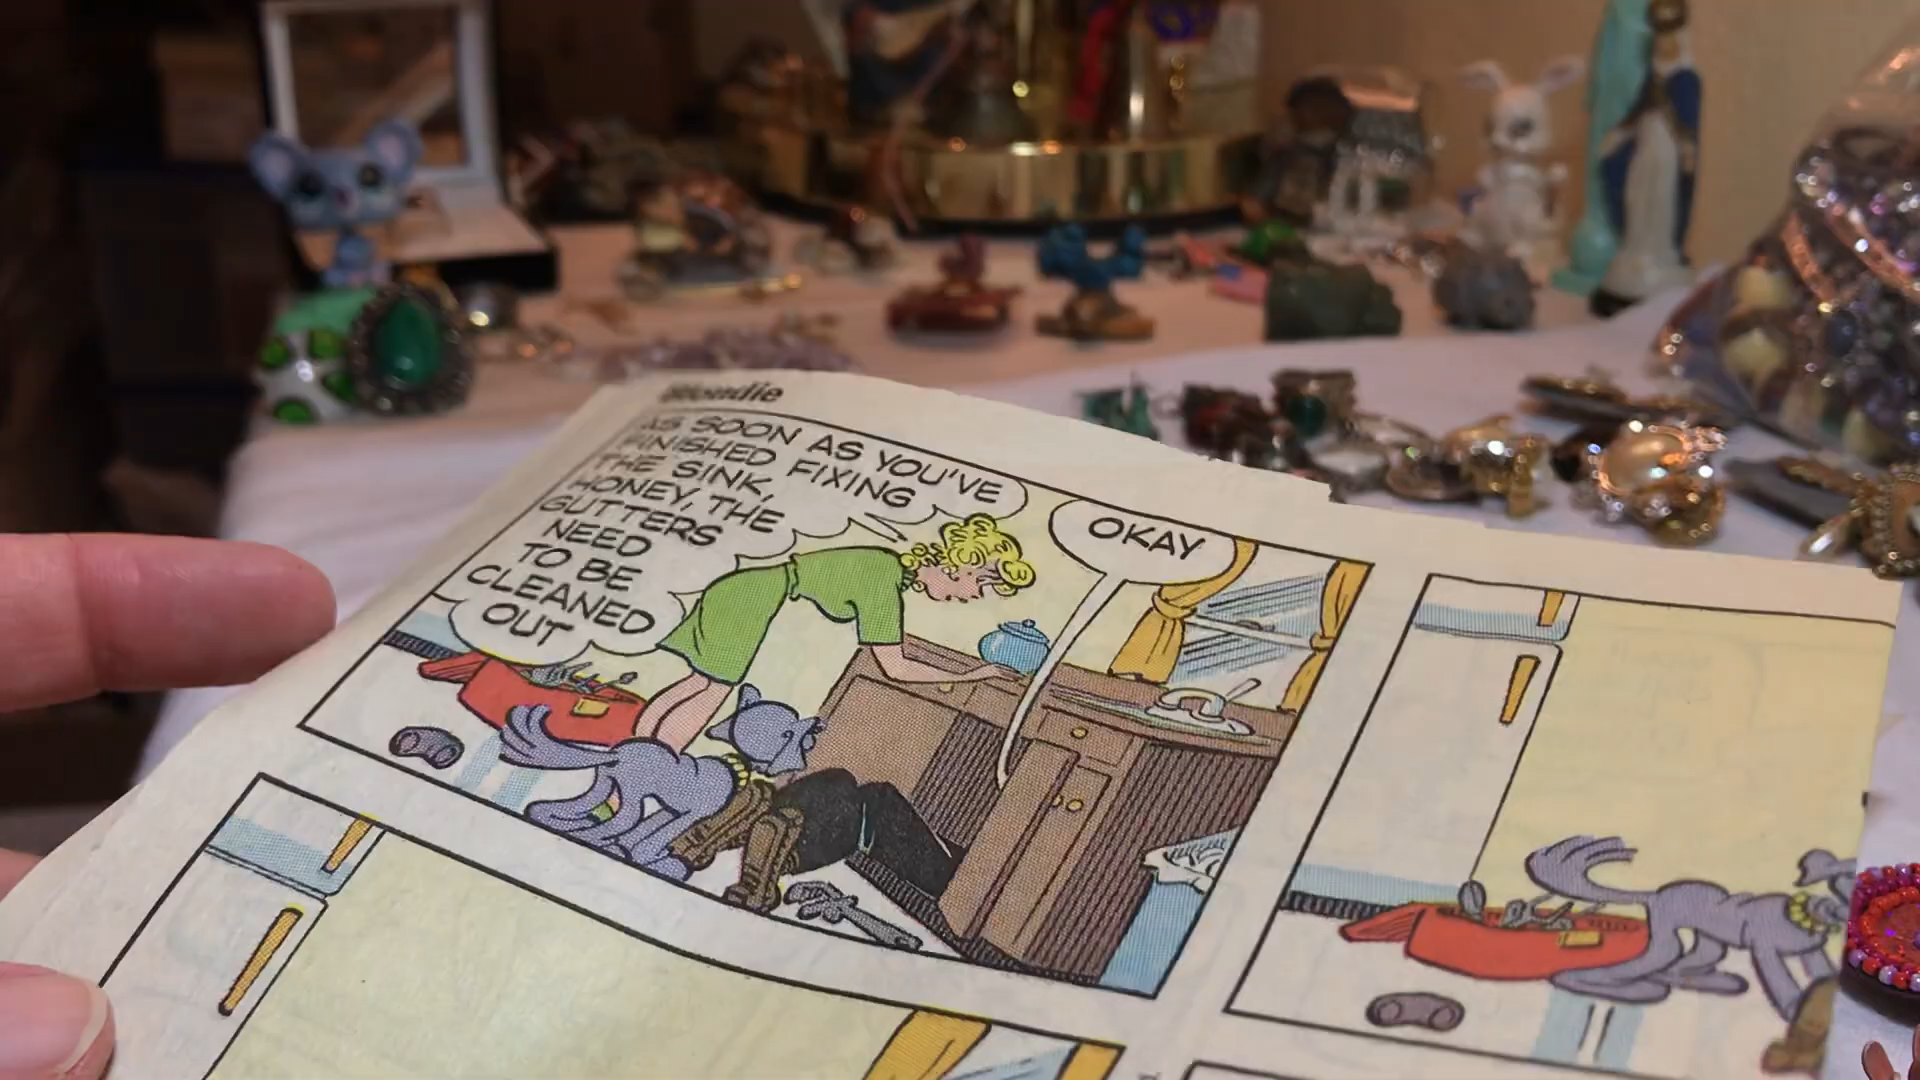 Blondie
AS SOON AS YOU'VE
FINISHED FIXING
THE SINK,
HONEY, THE
GUTTERS
NEED
TO BE
CLEANED
OUT
OKAY